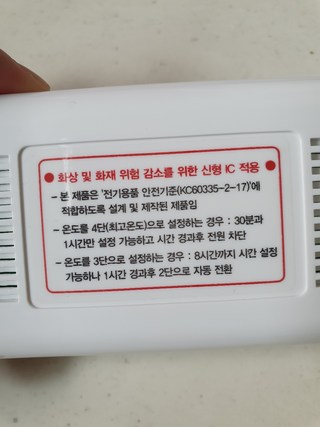 ● 화상 및 화재 위험 감소를 위한 신형 IC 적용 ●
- 본 제품은 '전기용품 안전기준(KC60335-2-17)'에
적합하도록 설계 및 제작된 제품임
- 온도를 4단(최고온도)으로 설정하는 경우 : 30분과
1시간만 설정 가능하고 시간 경과후 전원 차단
- 온도를 3단으로 설정하는 경우 : 8시간까지 시간 설정
가능하나 1시간 경과후 2단으로 자동 전환